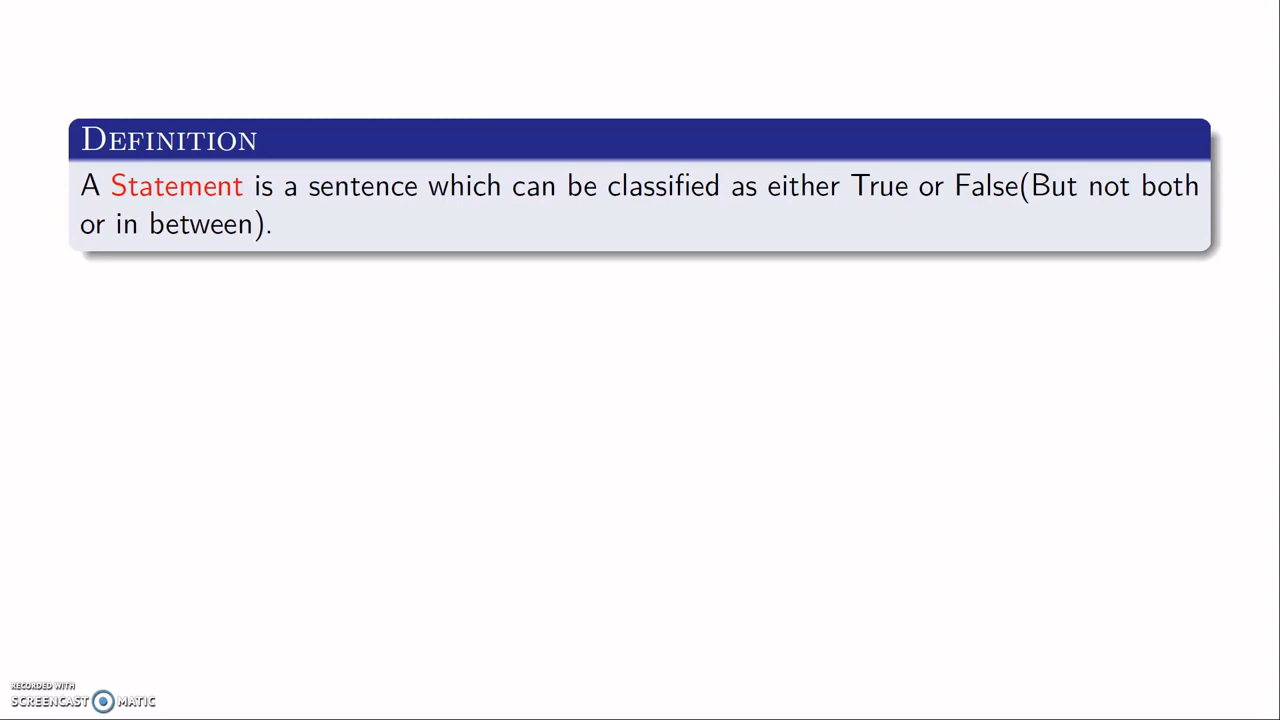 DEFINITION
A Statement is a sentence which can be classified as either True or False(But not both
or in between).
RECORDED WITH
SCREENCAST MATIC